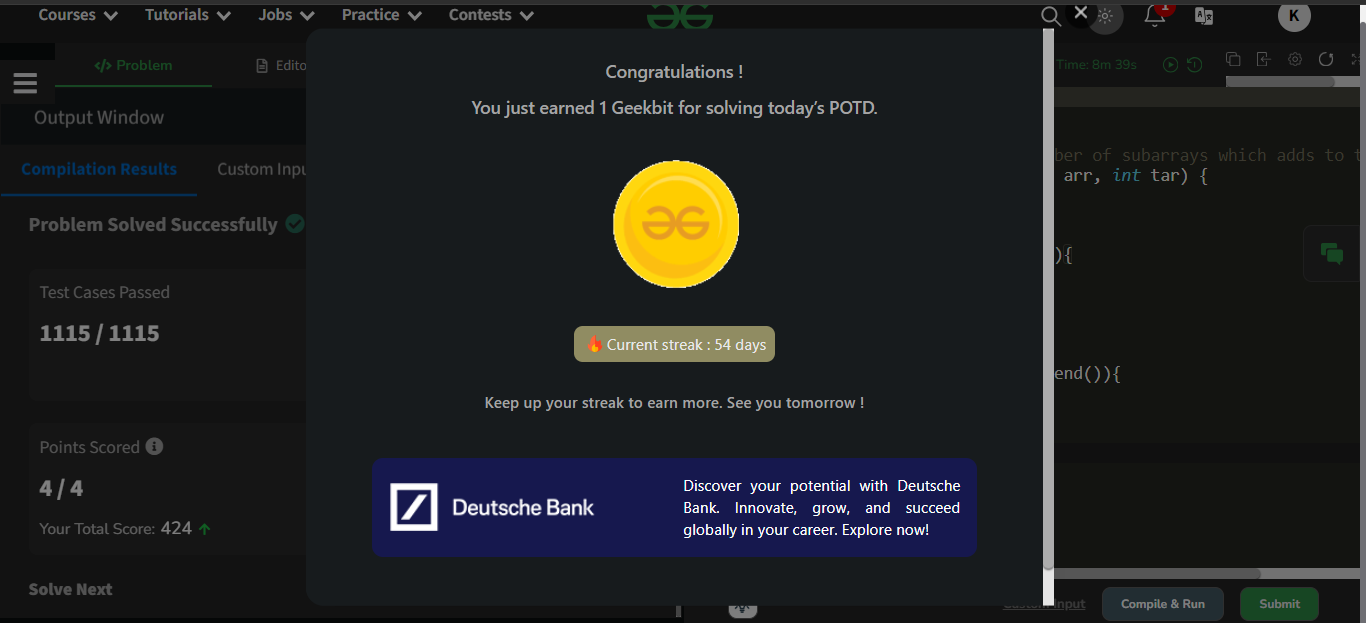 Courses Tutorials Jobs Practice Contests
1
K
Problem
Edito
Time: 8m 39s
Output Window
Compilation Results Custom Inpu
Problem Solved Successfully
Test Cases Passed
1115 / 1115
Points Scored
4 / 4
Your Total Score: 424
Solve Next
Congratulations !
You just earned 1 Geekbit for solving today's POTD.
Current streak : 54 days
Keep up your streak to earn more. See you tomorrow !
Deutsche Bank
Discover your potential with Deutsche
Bank. Innovate, grow, and succeed
globally in your career. Explore now!
ber of subarrays which adds to t
arr, int tar) {
){
end()){
Custom Input
Compile & Run
Submit